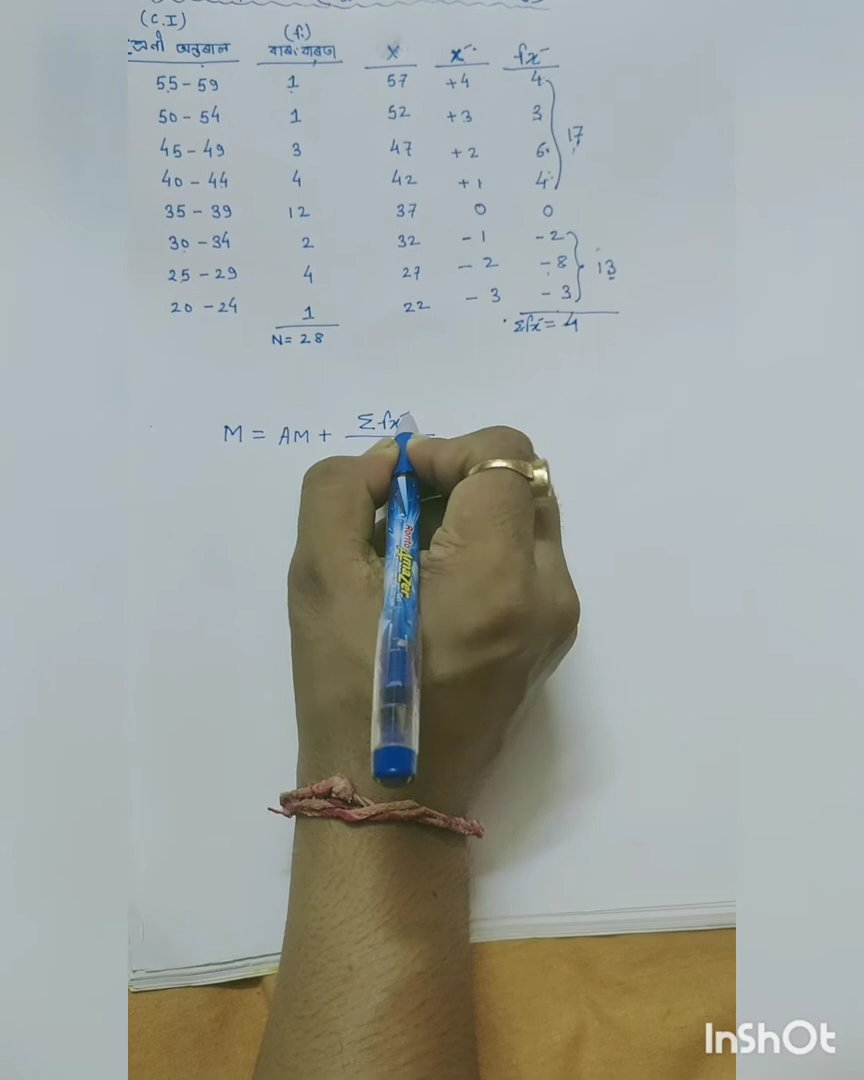 (C.I) (f)
শ্রেণী অনুরাল বারংবারতা X x′ fx′
55-59 1 57 +4 4
50-54 1 52 +3 3
45-49 3 47 +2 6 17
40-44 4 42 +1 4
35-39 12 37 0 0
30-34 2 32 -1 -2
25-29 4 27 -2 -8 13
20-24 1 22 -3 -3
N=28 Σfx′=4
M = AM + Σfx′
Rorito Amazer
InShOt